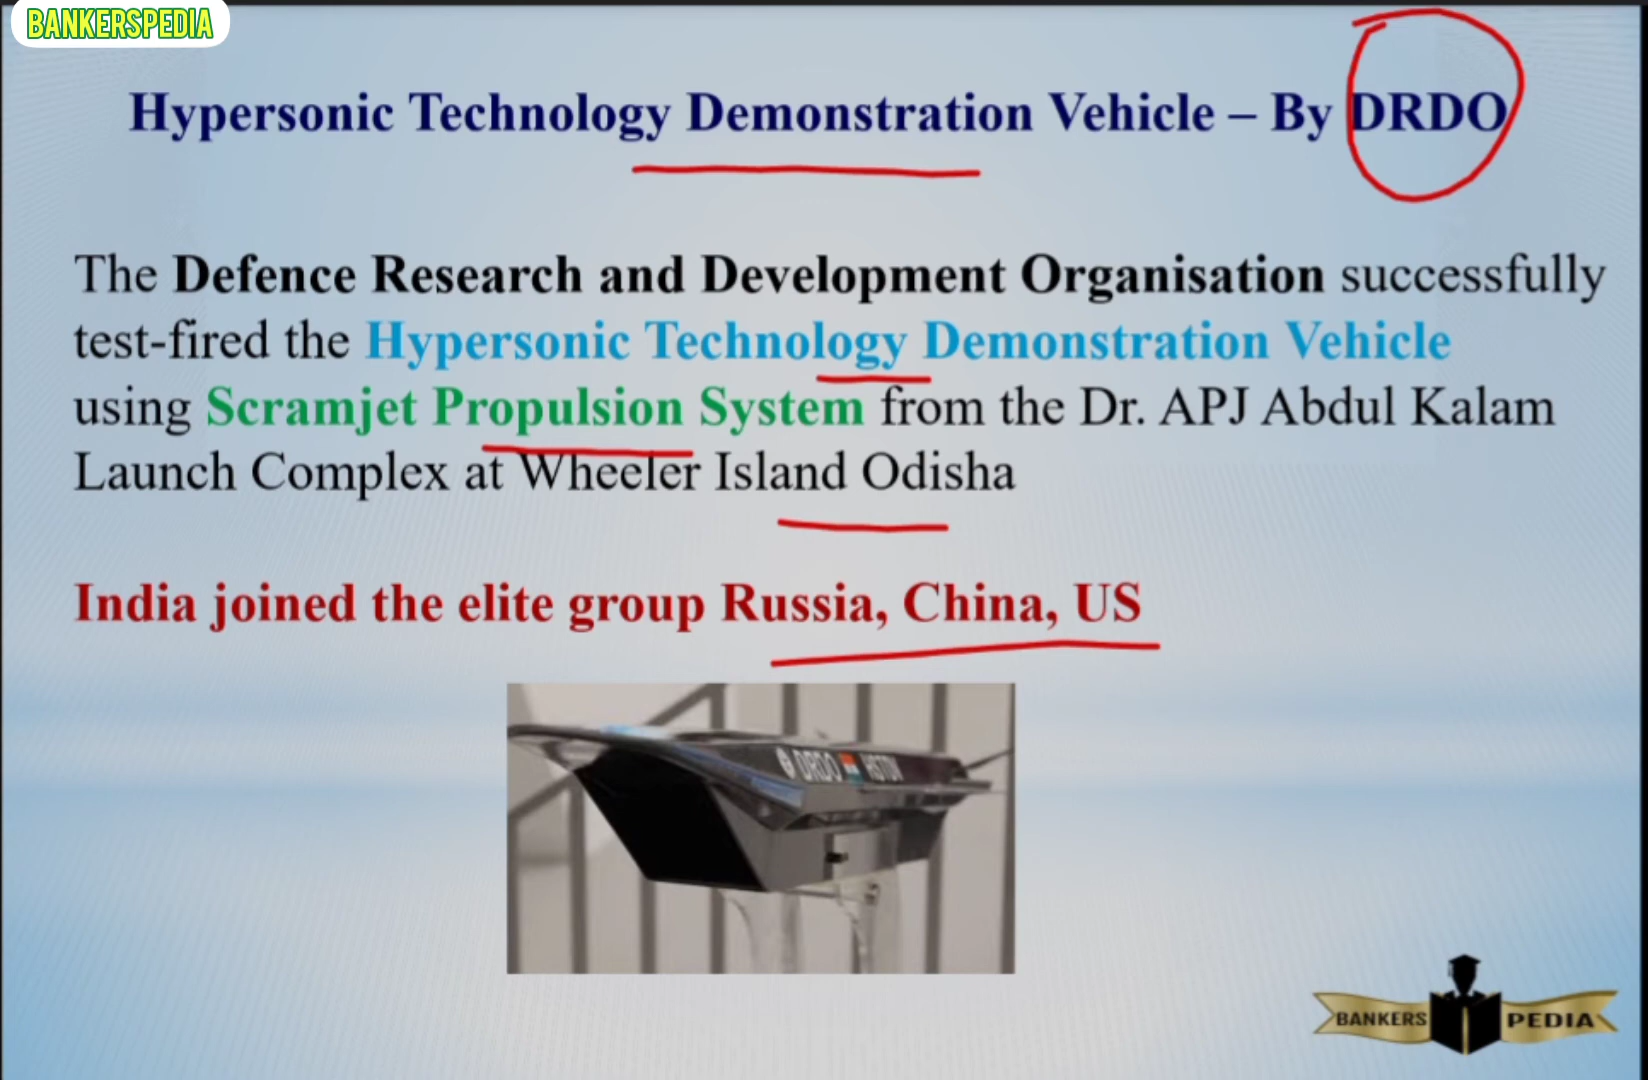 BANKERSPEDIA
Hypersonic Technology Demonstration Vehicle – By DRDO
The Defence Research and Development Organisation successfully
test-fired the Hypersonic Technology Demonstration Vehicle
using Scramjet Propulsion System from the Dr. APJ Abdul Kalam
Launch Complex at Wheeler Island Odisha
India joined the elite group Russia, China, US
DRDO HSTDV
BANKERS PEDIA